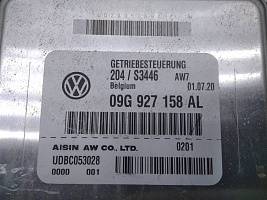 GETRIEBESTEUERUNG
204 / S3446 AW7
Belgium 01.07.20
09G 927 158 AL
AISIN AW CO., LTD. 0201
UDBC053028
0000 001